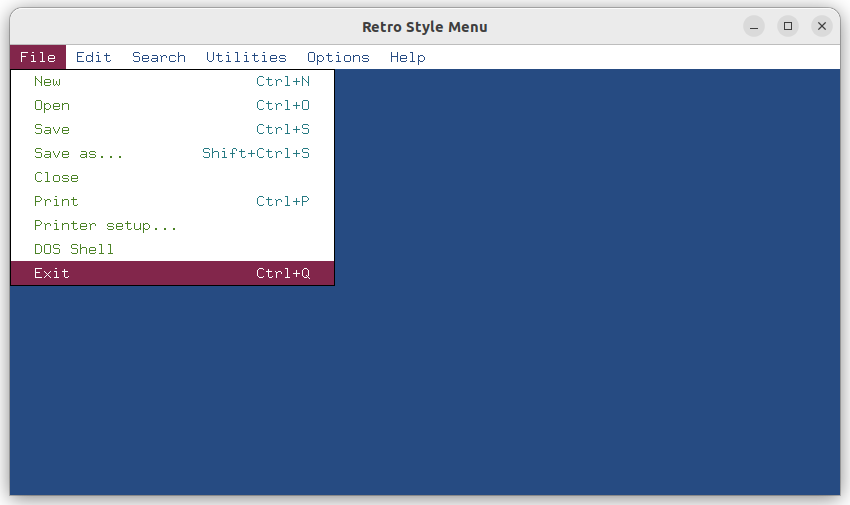 Retro Style Menu
File Edit Search Utilities Options Help
New Ctrl+N
Open Ctrl+O
Save Ctrl+S
Save as... Shift+Ctrl+S
Close
Print Ctrl+P
Printer setup...
DOS Shell
Exit Ctrl+Q